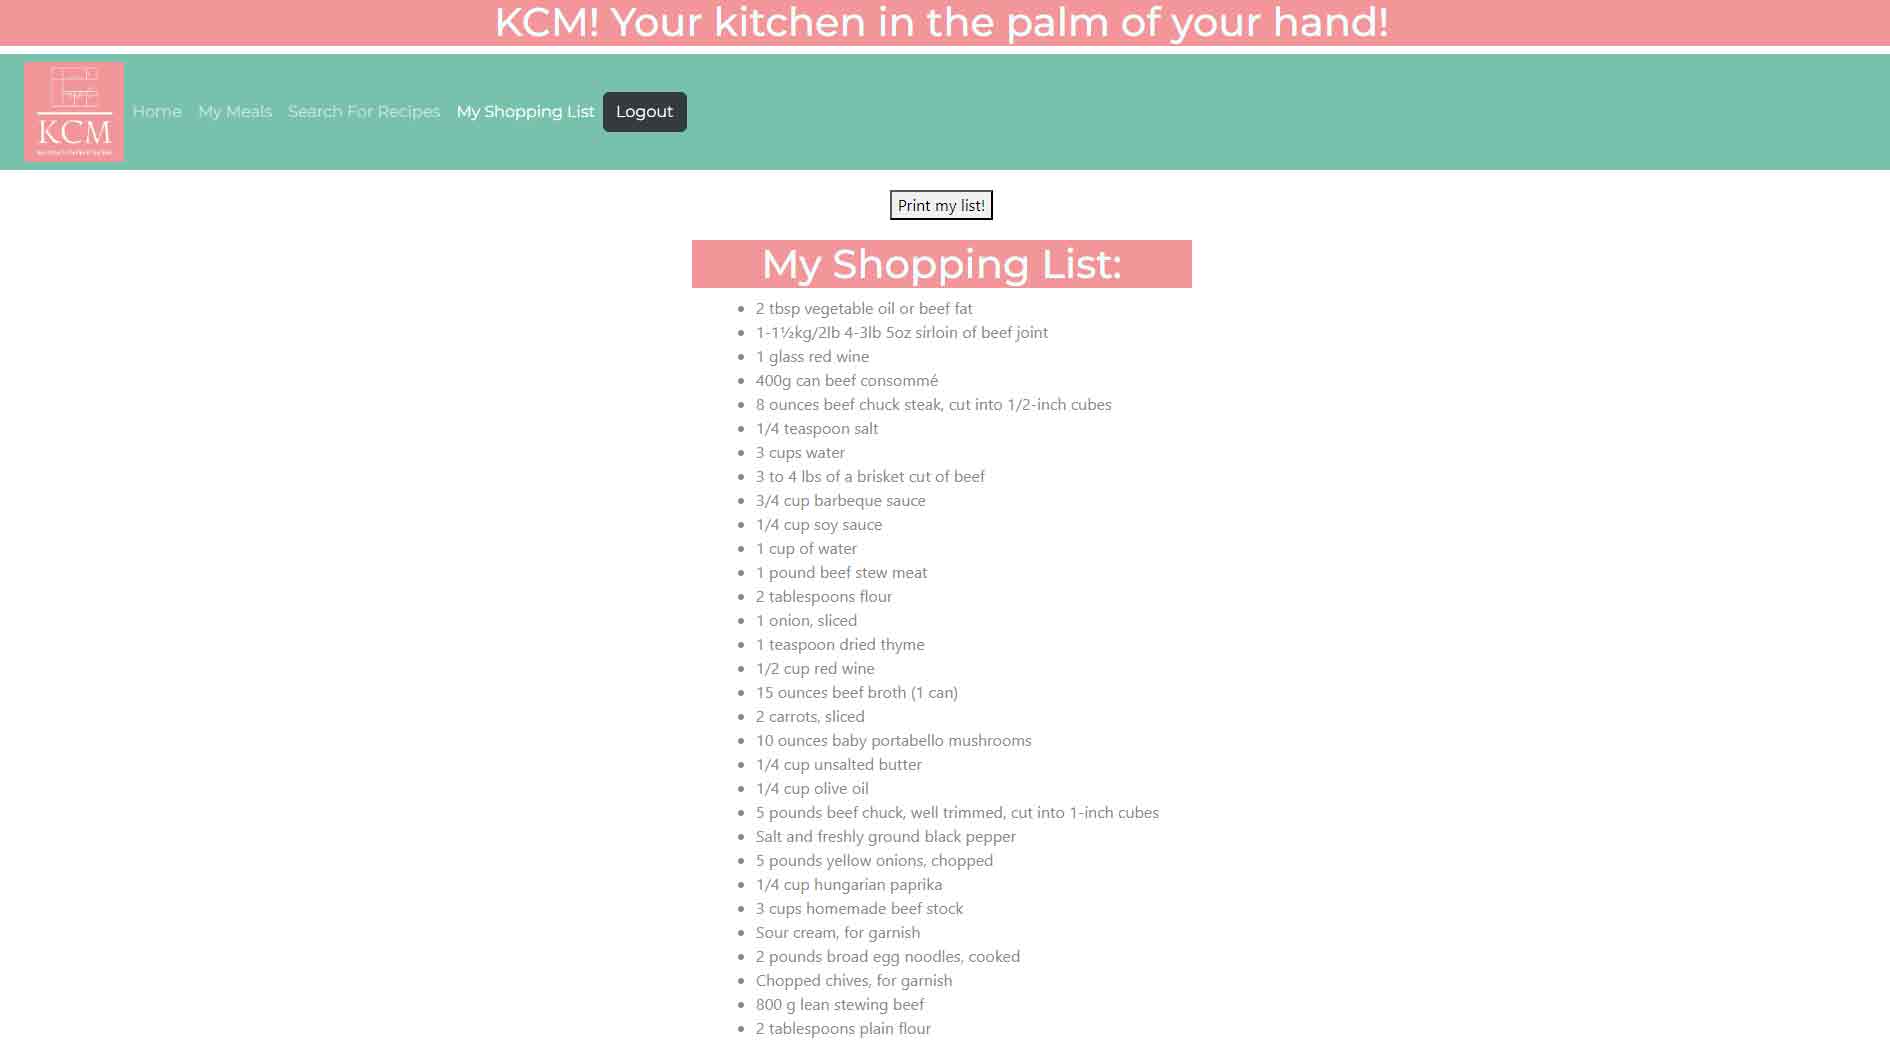 KCM! Your kitchen in the palm of your hand!
KCM
Home My Meals Search For Recipes My Shopping List Logout
Print my list!
My Shopping List:
2 tbsp vegetable oil or beef fat
1-1½kg/2lb 4-3lb 5oz sirloin of beef joint
1 glass red wine
400g can beef consommé
8 ounces beef chuck steak, cut into 1/2-inch cubes
1/4 teaspoon salt
3 cups water
3 to 4 lbs of a brisket cut of beef
3/4 cup barbeque sauce
1/4 cup soy sauce
1 cup of water
1 pound beef stew meat
2 tablespoons flour
1 onion, sliced
1 teaspoon dried thyme
1/2 cup red wine
15 ounces beef broth (1 can)
2 carrots, sliced
10 ounces baby portabello mushrooms
1/4 cup unsalted butter
1/4 cup olive oil
5 pounds beef chuck, well trimmed, cut into 1-inch cubes
Salt and freshly ground black pepper
5 pounds yellow onions, chopped
1/4 cup hungarian paprika
3 cups homemade beef stock
Sour cream, for garnish
2 pounds broad egg noodles, cooked
Chopped chives, for garnish
800 g lean stewing beef
2 tablespoons plain flour